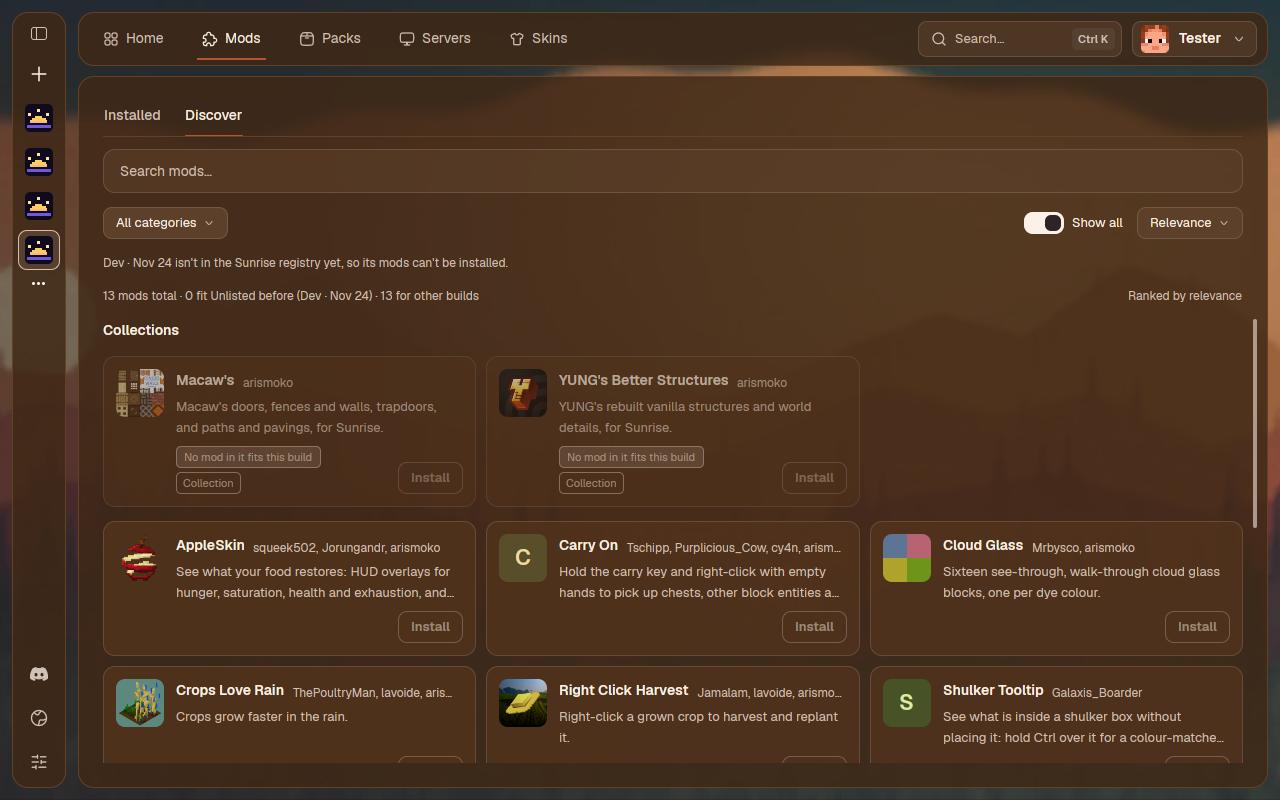 Home
Mods
Packs
Servers
Skins
Search...
Ctrl K
Tester
Installed
Discover
Search mods...
All categories
Show all
Relevance
Dev · Nov 24 isn't in the Sunrise registry yet, so its mods can't be installed.
13 mods total · 0 fit Unlisted before (Dev · Nov 24) · 13 for other builds
Ranked by relevance
Collections
Macaw's arismoko
Macaw's doors, fences and walls, trapdoors,
and paths and pavings, for Sunrise.
No mod in it fits this build
Collection
Install
YUNG's Better Structures arismoko
YUNG's rebuilt vanilla structures and world
details, for Sunrise.
No mod in it fits this build
Collection
Install
AppleSkin squeek502, Jorungandr, arismoko
See what your food restores: HUD overlays for
hunger, saturation, health and exhaustion, and...
Install
C
Carry On Tschipp, Purplicious_Cow, cy4n, arism...
Hold the carry key and right-click with empty
hands to pick up chests, other block entities a...
Install
Cloud Glass Mrbysco, arismoko
Sixteen see-through, walk-through cloud glass
blocks, one per dye colour.
Install
Crops Love Rain ThePoultryMan, lavoide, aris...
Crops grow faster in the rain.
Right Click Harvest Jamalam, lavoide, arismo...
Right-click a grown crop to harvest and replant
it.
S
Shulker Tooltip Galaxis_Boarder
See what is inside a shulker box without
placing it: hold Ctrl over it for a colour-matche...